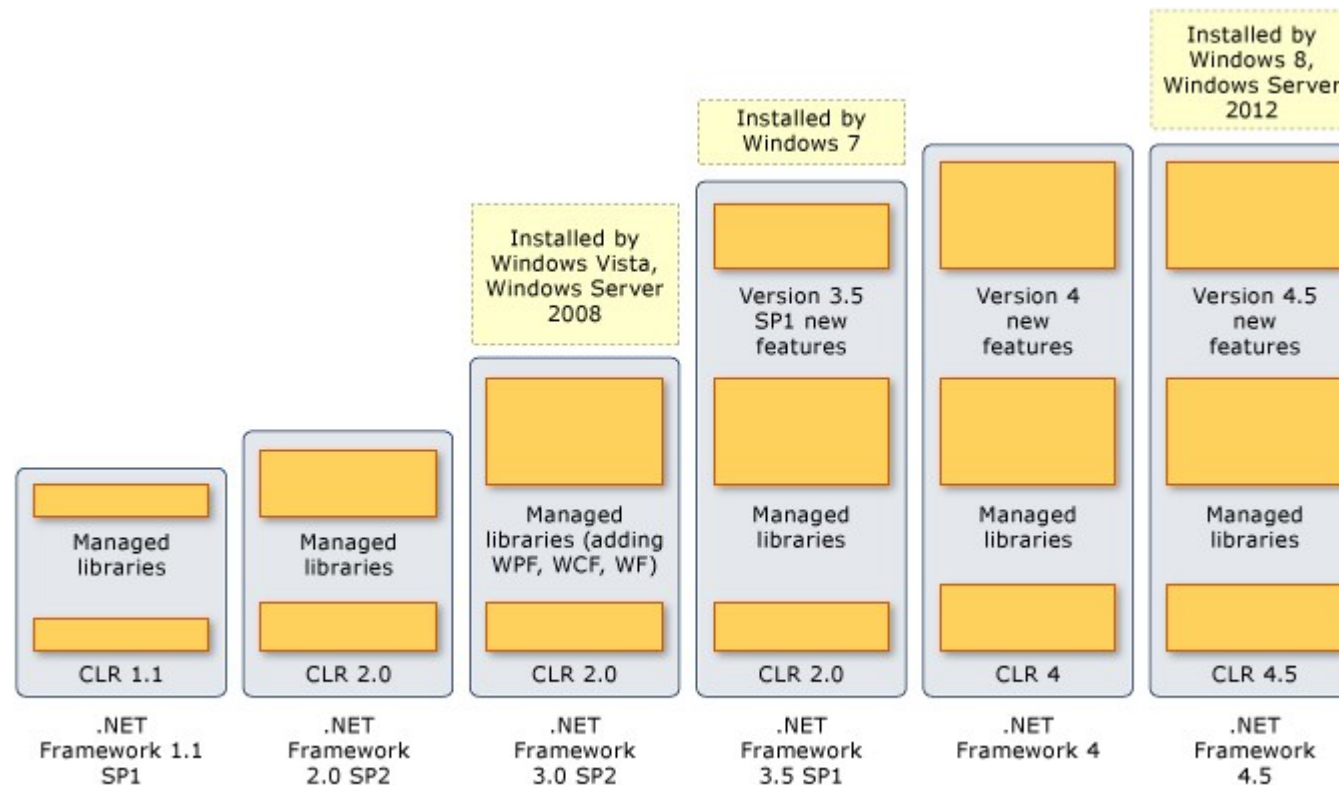 Installed by
Windows 8,
Windows Server
2012
Installed by
Windows 7
Installed by
Windows Vista,
Windows Server
2008
Version 3.5
SP1 new
features
Version 4
new
features
Version 4.5
new
features
Managed
libraries
Managed
libraries
Managed
libraries (adding
WPF, WCF, WF)
Managed
libraries
Managed
libraries
Managed
libraries
CLR 1.1
CLR 2.0
CLR 2.0
CLR 2.0
CLR 4
CLR 4.5
.NET
Framework 1.1
SP1
.NET
Framework
2.0 SP2
.NET
Framework
3.0 SP2
.NET
Framework
3.5 SP1
.NET
Framework 4
.NET
Framework
4.5